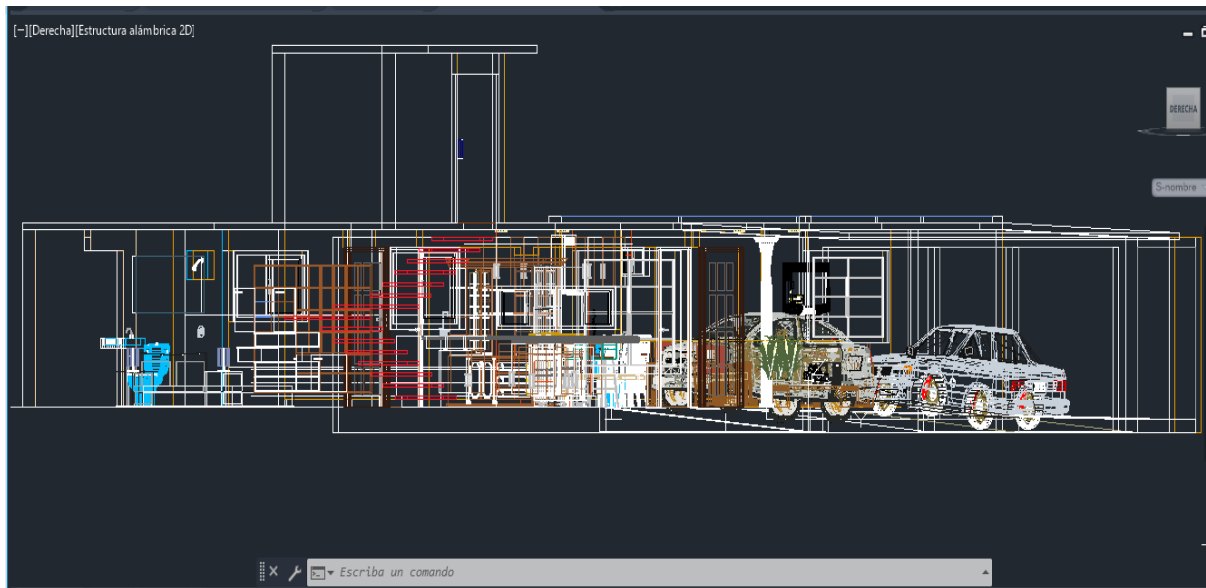 [−][Derecha][Estructura alámbrica 2D]
DERECHA
S-nombre
Escriba un comando